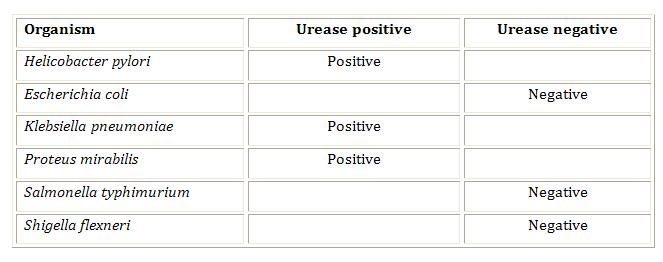 Organism Urease positive Urease negative
Helicobacter pylori Positive
Escherichia coli Negative
Klebsiella pneumoniae Positive
Proteus mirabilis Positive
Salmonella typhimurium Negative
Shigella flexneri Negative